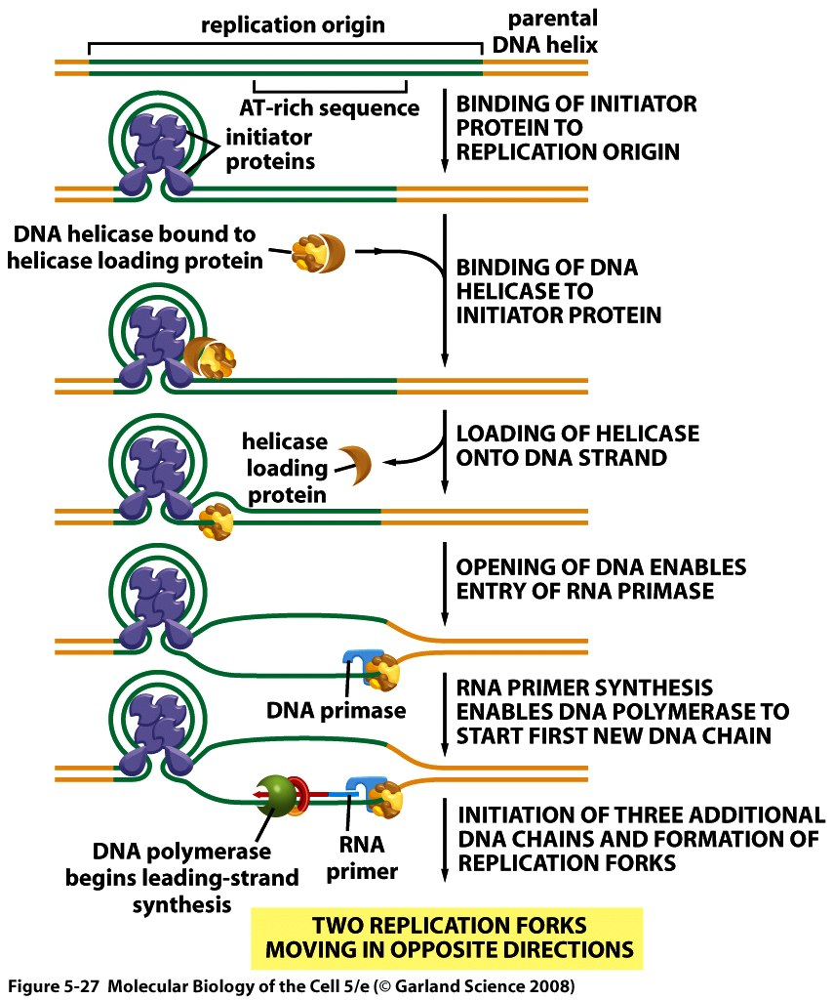 replication origin
parental
DNA helix
AT-rich sequence
BINDING OF INITIATOR
PROTEIN TO
REPLICATION ORIGIN
initiator
proteins
DNA helicase bound to
helicase loading protein
BINDING OF DNA
HELICASE TO
INITIATOR PROTEIN
helicase
loading
protein
LOADING OF HELICASE
ONTO DNA STRAND
OPENING OF DNA ENABLES
ENTRY OF RNA PRIMASE
DNA primase
RNA PRIMER SYNTHESIS
ENABLES DNA POLYMERASE TO
START FIRST NEW DNA CHAIN
DNA polymerase
begins leading-strand
synthesis
RNA
primer
INITIATION OF THREE ADDITIONAL
DNA CHAINS AND FORMATION OF
REPLICATION FORKS
TWO REPLICATION FORKS
MOVING IN OPPOSITE DIRECTIONS
Figure 5-27 Molecular Biology of the Cell 5/e (© Garland Science 2008)